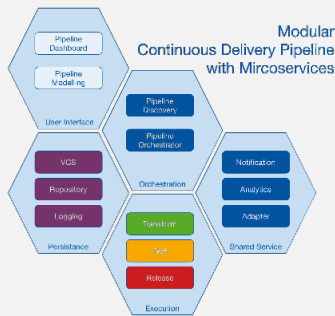 Modular
Continuous Delivery Pipeline
with Mircoservices
Pipeline
Dashboard
Pipeline
Modelling
User Interface
Pipeline
Discovery
Pipeline
Orchestrator
Orchestration
VCS
Repository
Logging
Persistance
Notification
Analytics
Adapter
Shared Service
Transform
Test
Release
Execution